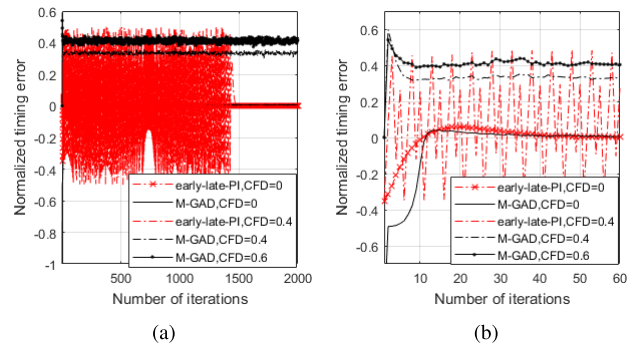 0.6
0.4
0.2
0
-0.2
-0.4
-0.6
-0.8
-1
Normalized timing error
500
1000
1500
2000
Number of iterations
early-late-PI,CFD=0
M-GAD,CFD=0
early-late-PI,CFD=0.4
M-GAD,CFD=0.4
M-GAD,CFD=0.6
(a)
0.6
0.4
0.2
0
-0.2
-0.4
-0.6
Normalized timing error
10
20
30
40
50
60
Number of iterations
early-late-PI,CFD=0
M-GAD,CFD=0
early-late-PI,CFD=0.4
M-GAD,CFD=0.4
M-GAD,CFD=0.6
(b)